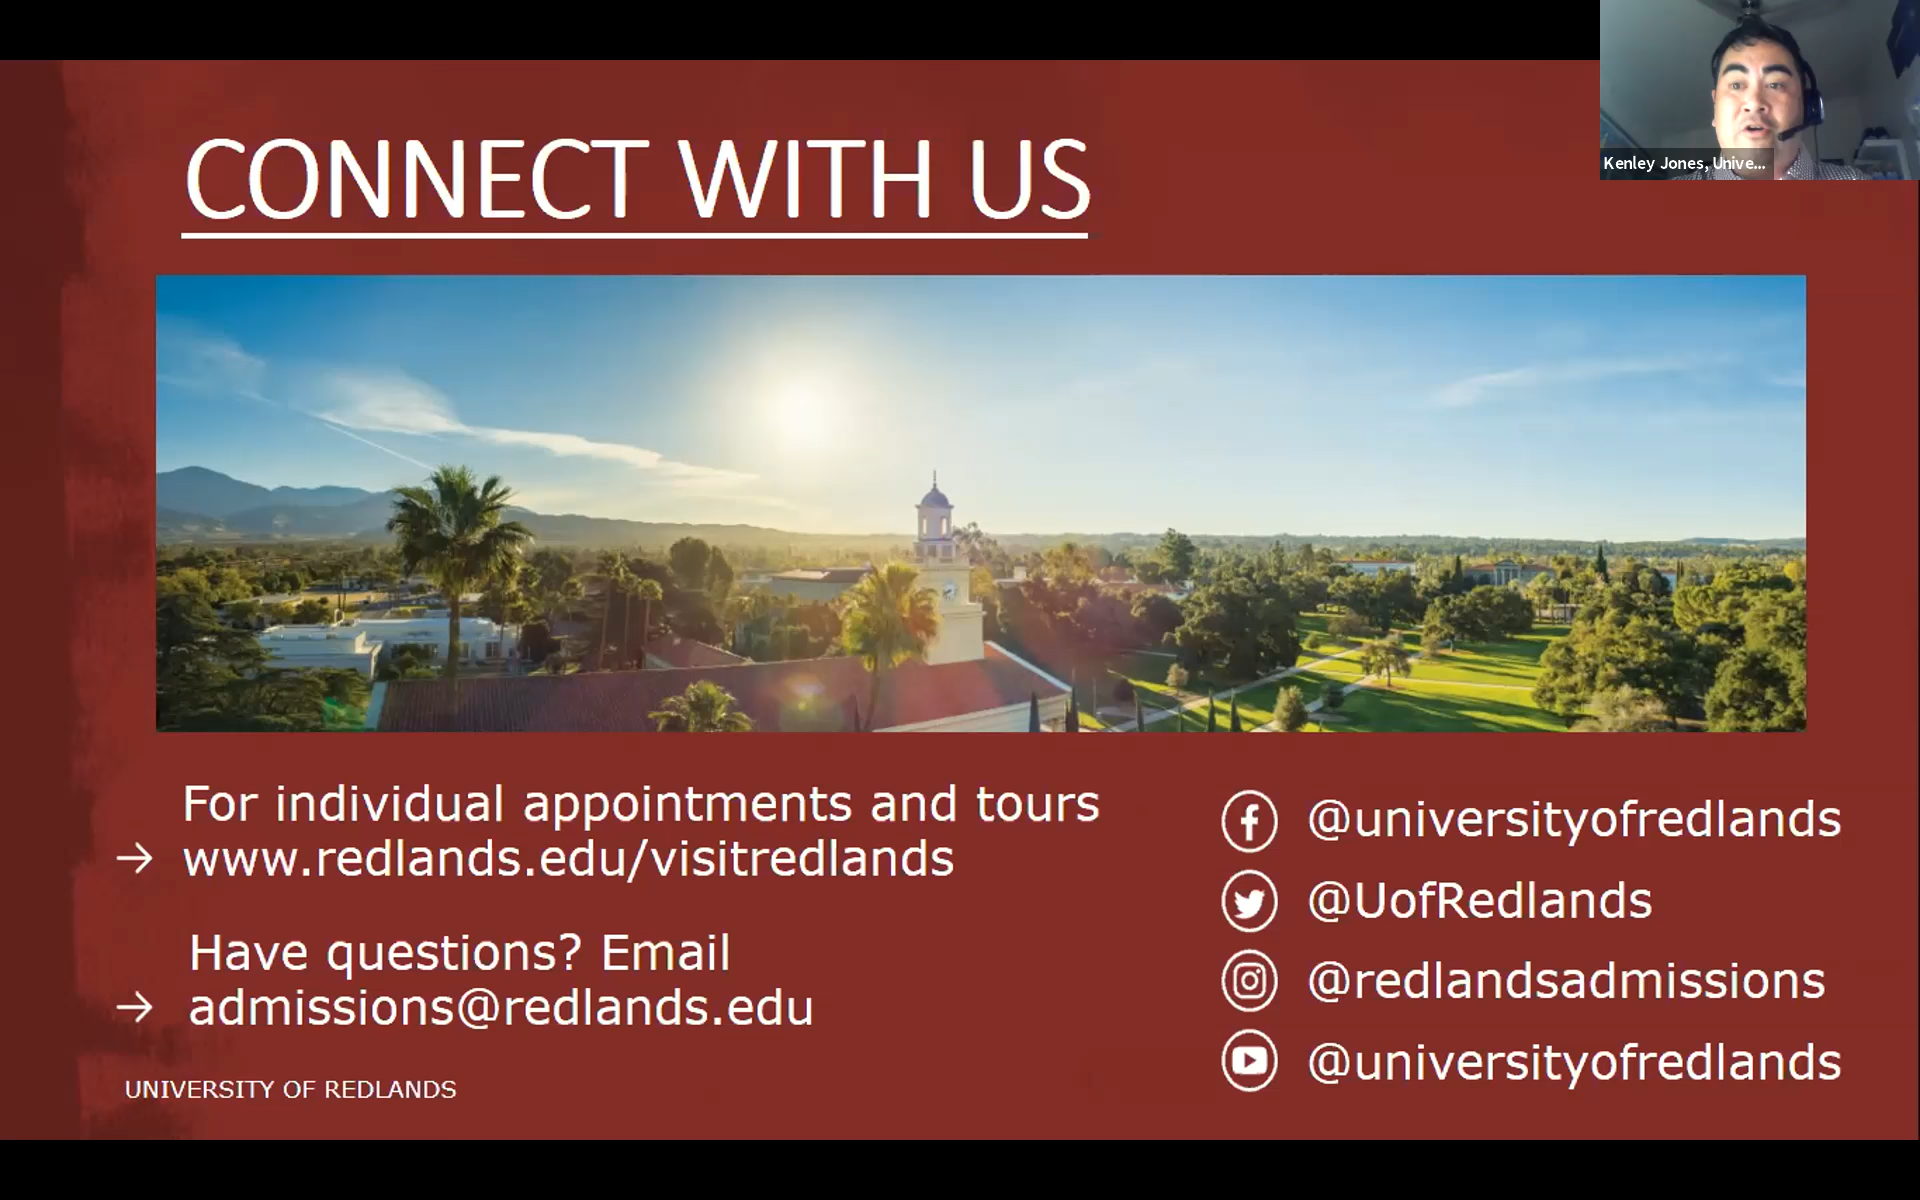 CONNECT WITH US
Kenley Jones, Unive...
For individual appointments and tours
→ www.redlands.edu/visitredlands
Have questions? Email
→ admissions@redlands.edu
UNIVERSITY OF REDLANDS
@universityofredlands
@UofRedlands
@redlandsadmissions
@universityofredlands